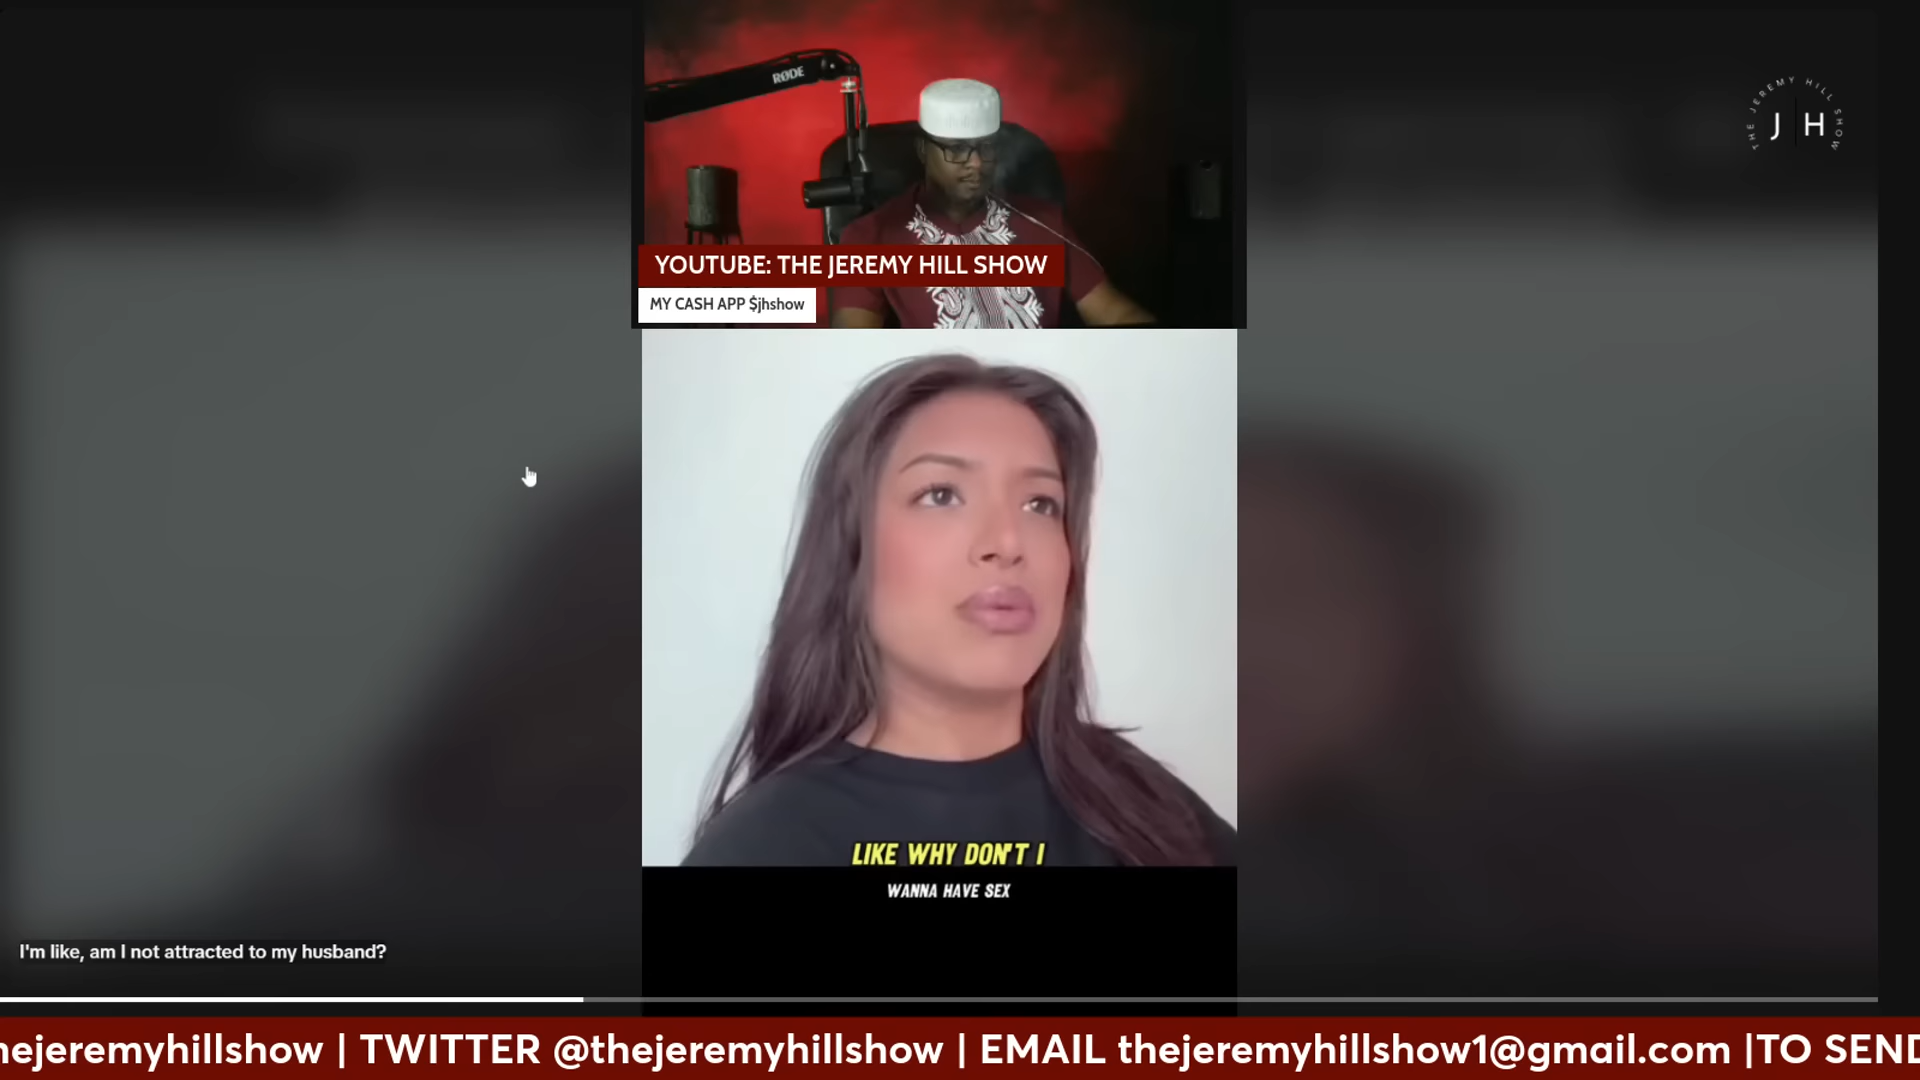 RØDE
THE JEREMY HILL SHOW
J | H
YOUTUBE: THE JEREMY HILL SHOW
MY CASH APP $jhshow
LIKE WHY DON'T I
WANNA HAVE SEX
I'm like, am I not attracted to my husband?
hejeremyhillshow | TWITTER @thejeremyhillshow | EMAIL thejeremyhillshow1@gmail.com |TO SEND